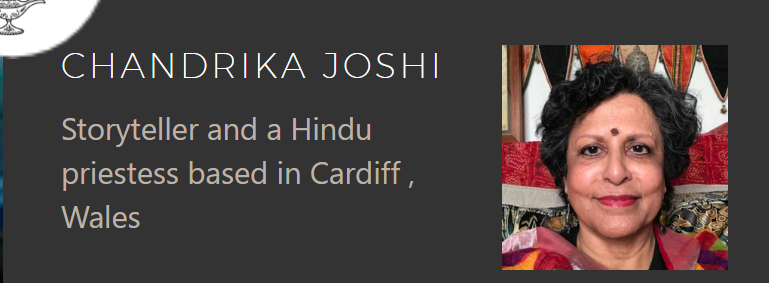 CHANDRIKA JOSHI
Storyteller and a Hindu
priestess based in Cardiff ,
Wales